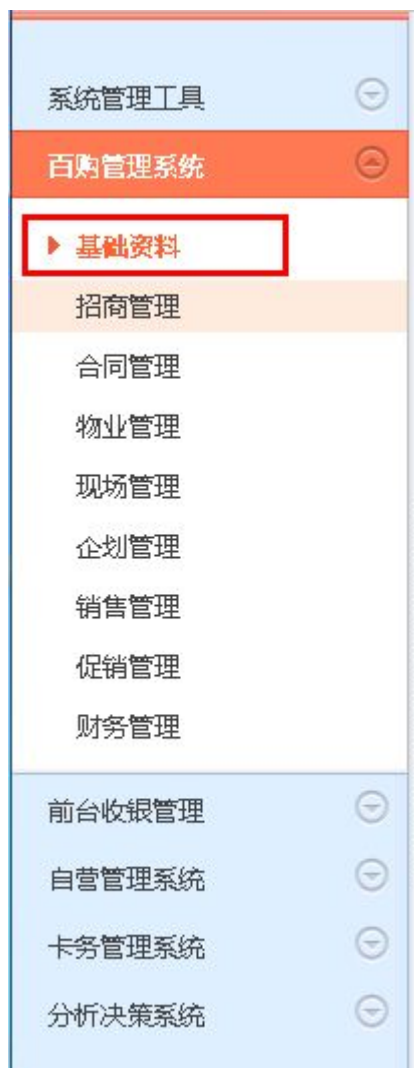 系统管理工具
百购管理系统
基础资料
招商管理
合同管理
物业管理
现场管理
企划管理
销售管理
促销管理
财务管理
前台收银管理
自营管理系统
卡务管理系统
分析决策系统